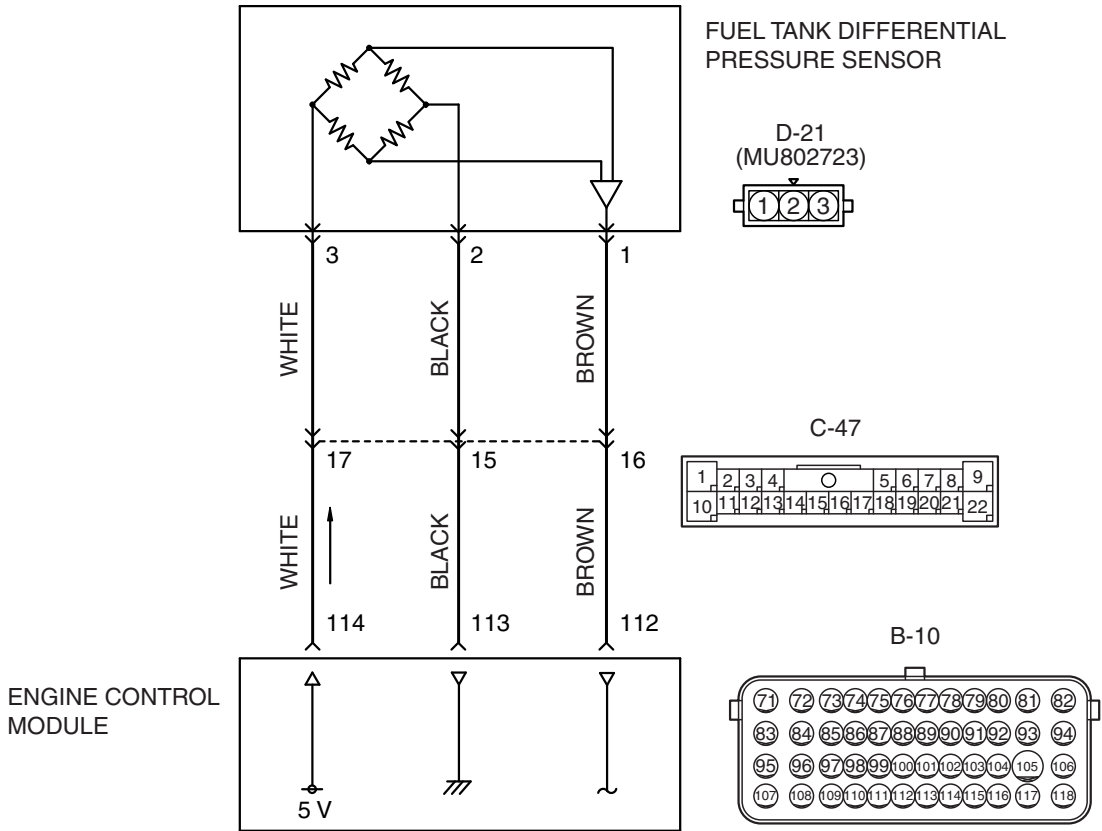 FUEL TANK DIFFERENTIAL
PRESSURE SENSOR
D-21
(MU802723)
1 2 3
3 2 1
WHITE BLACK BROWN
17 15 16
C-47
1 2 3 4 5 6 7 8 9
10 11 12 13 14 15 16 17 18 19 20 21 22
WHITE BLACK BROWN
114 113 112
ENGINE CONTROL
MODULE
5 V
B-10
71 72 73 74 75 76 77 78 79 80 81 82
83 84 85 86 87 88 89 90 91 92 93 94
95 96 97 98 99 100 101 102 103 104 105 106
107 108 109 110 111 112 113 114 115 116 117 118